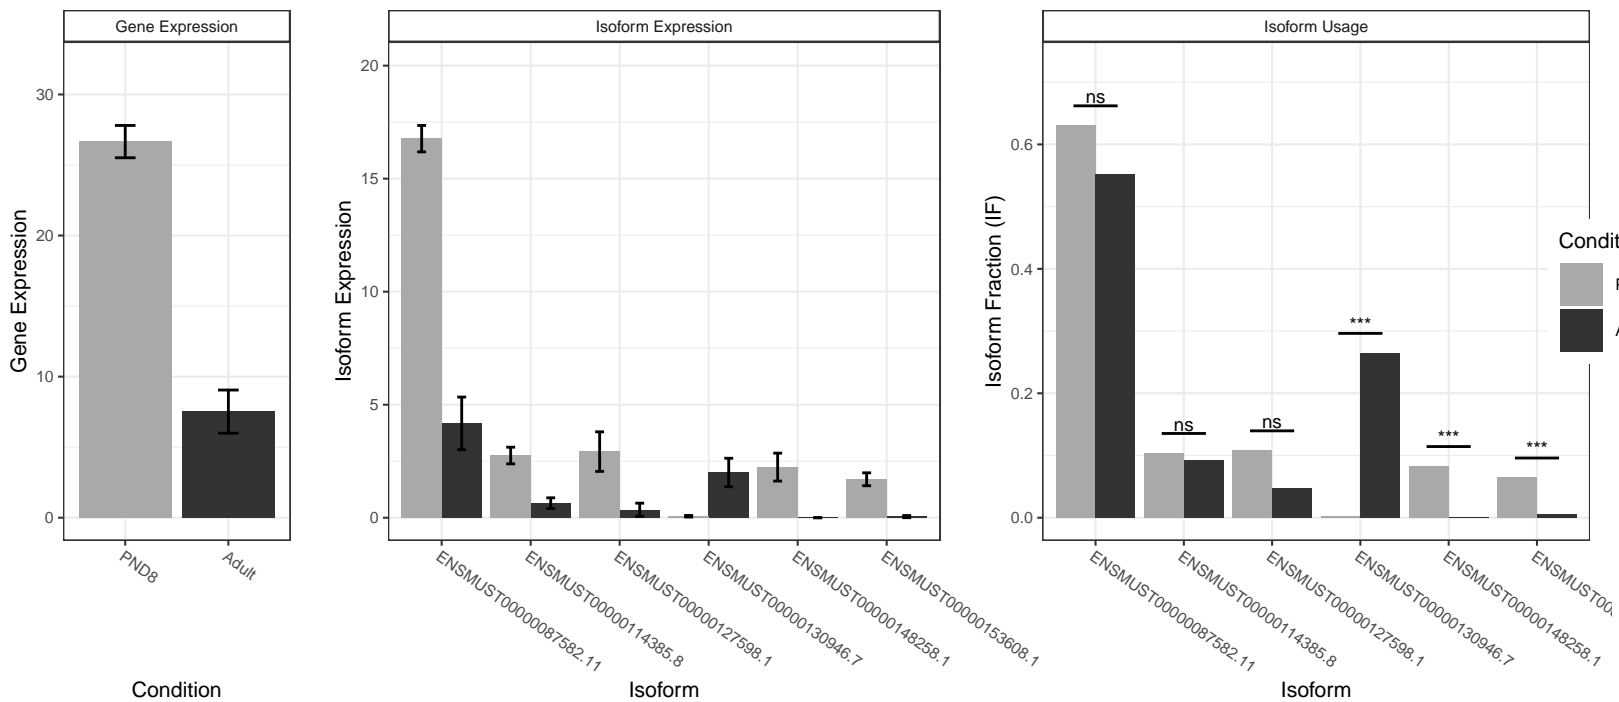 Gene Expression
Isoform Expression
Isoform Usage
Gene Expression
30
20
10
0
PND8
Adult
Condition
Isoform Expression
20
15
10
5
0
ENSMUST00000087582.11
ENSMUST00000114385.8
ENSMUST00000127598.1
ENSMUST00000130946.7
ENSMUST00000148258.1
ENSMUST00000153608.1
Isoform
Isoform Fraction (IF)
0.6
0.4
0.2
0.0
ns
ns
ns
***
***
***
ENSMUST00000087582.11
ENSMUST00000114385.8
ENSMUST00000127598.1
ENSMUST00000130946.7
ENSMUST00000148258.1
Isoform
Condit